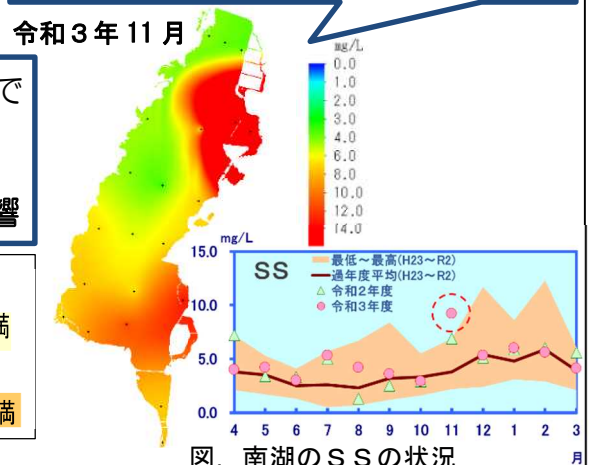 令和3年11月
で
響
満
満
mg/L
0.0
1.0
2.0
3.0
4.0
6.0
8.0
10.0
12.0
14.0
mg/L
15.0
10.0
5.0
0.0
SS
最低～最高(H23～R2)
過年度平均(H23～R2)
令和2年度
令和3年度
4 5 6 7 8 9 10 11 12 1 2 3
月
図．南湖のＳＳの状況